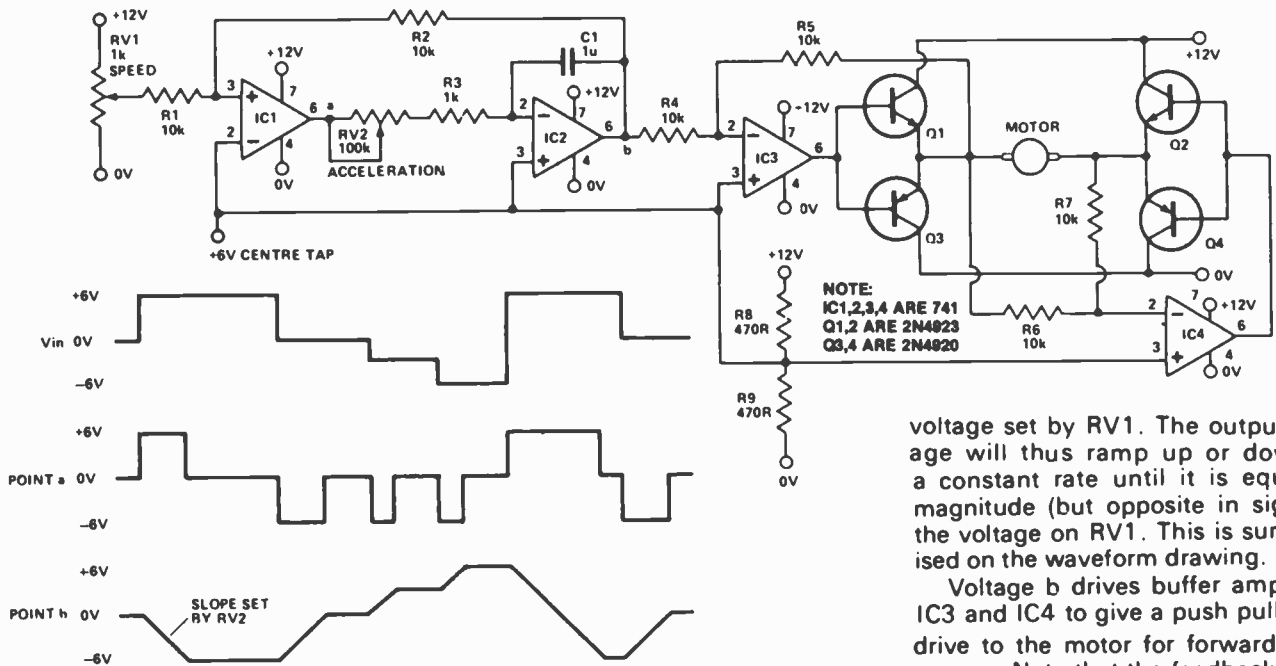 +12V
RV1
1k
SPEED
R1
10k
0V
R2
10k
+12V
3
+
7
IC1
6
a
2
−
4
0V
RV2
100k
ACCELERATION
R3
1k
C1
1u
+12V
2
−
7
IC2
6
b
3
+
4
0V
+6V CENTRE TAP
R4
10k
R5
10k
+12V
2
−
7
IC3
6
3
+
4
0V
Q1
Q3
MOTOR
+12V
Q2
Q4
R7
10k
0V
+12V
R8
470R
R9
470R
0V
NOTE:
IC1,2,3,4 ARE 741
Q1,2 ARE 2N4923
Q3,4 ARE 2N4920
R6
10k
7
+12V
2
−
IC4
6
3
+
4
0V
+6V
Vin 0V
−6V
+6V
POINT a 0V
−6V
+6V
POINT b 0V
−6V
SLOPE SET
BY RV2
voltage set by RV1. The outpu
age will thus ramp up or dow
a constant rate until it is equ
magnitude (but opposite in sig
the voltage on RV1. This is sum
ised on the waveform drawing.
Voltage b drives buffer amp
IC3 and IC4 to give a push pull
drive to the motor for forward